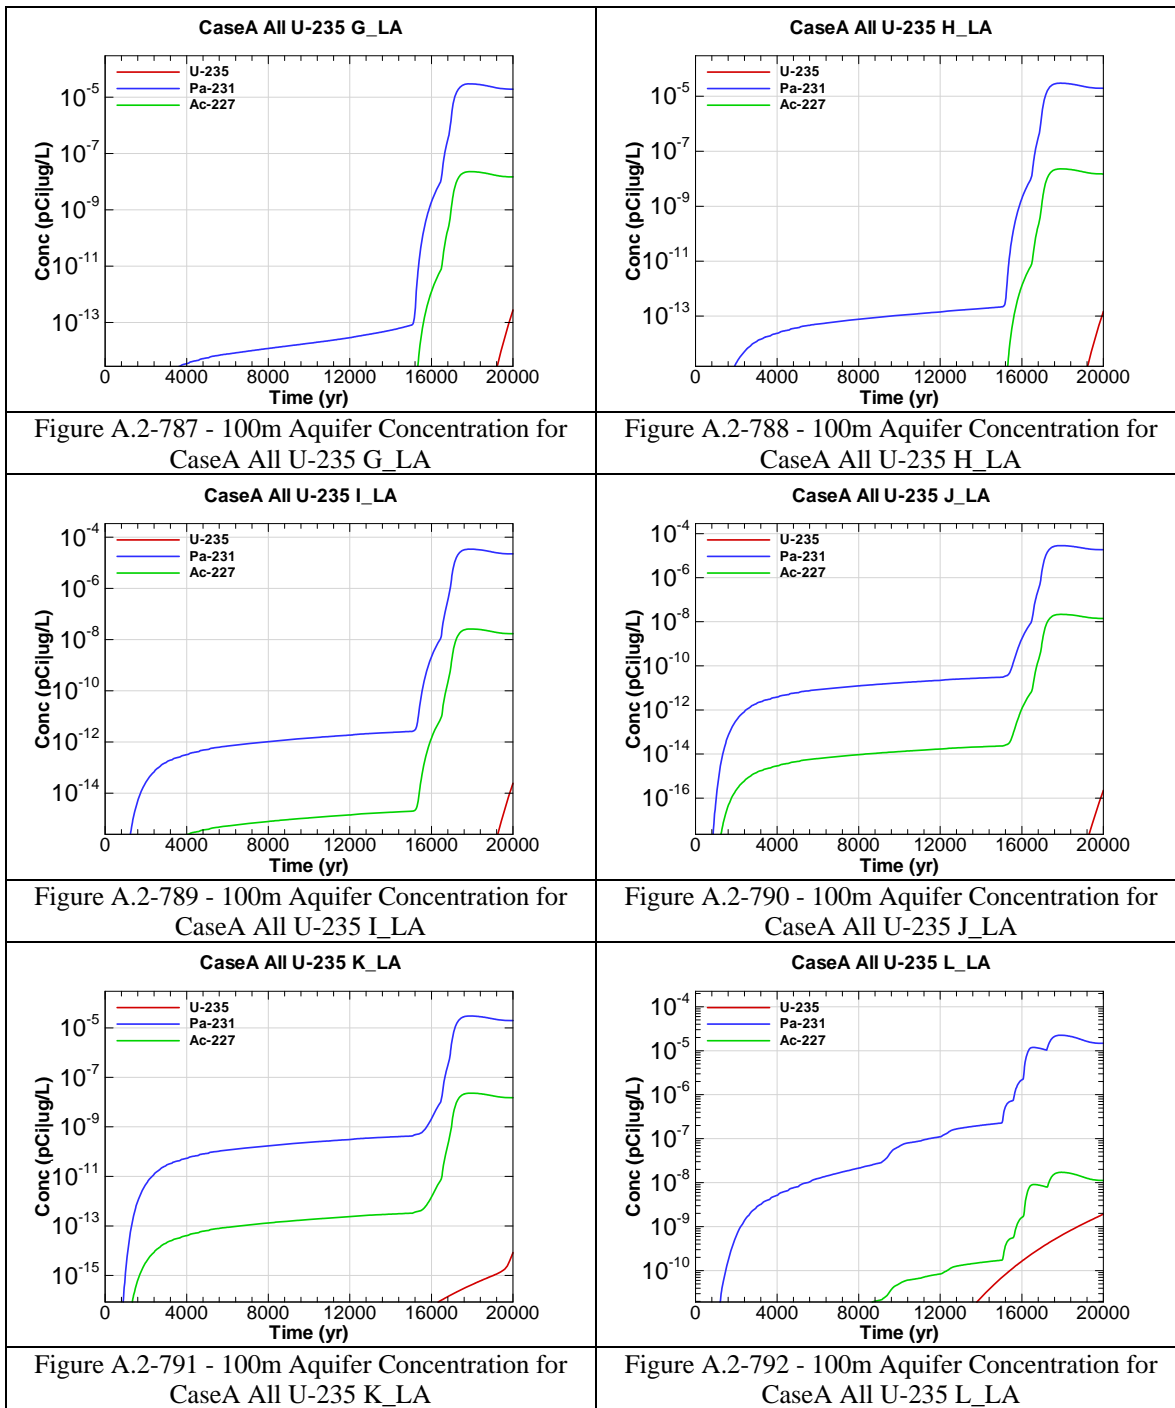 CaseA All U-235 G_LA
U-235
Pa-231
Ac-227
10-5
10-7
10-9
10-11
10-13
Conc (pCi|ug/L)
0 4000 8000 12000 16000 20000
Time (yr)
Figure A.2-787 - 100m Aquifer Concentration for
CaseA All U-235 G_LA
CaseA All U-235 H_LA
U-235
Pa-231
Ac-227
10-5
10-7
10-9
10-11
10-13
Conc (pCi|ug/L)
0 4000 8000 12000 16000 20000
Time (yr)
Figure A.2-788 - 100m Aquifer Concentration for
CaseA All U-235 H_LA
CaseA All U-235 I_LA
U-235
Pa-231
Ac-227
10-4
10-6
10-8
10-10
10-12
10-14
Conc (pCi|ug/L)
0 4000 8000 12000 16000 20000
Time (yr)
Figure A.2-789 - 100m Aquifer Concentration for
CaseA All U-235 I_LA
CaseA All U-235 J_LA
U-235
Pa-231
Ac-227
10-4
10-6
10-8
10-10
10-12
10-14
10-16
Conc (pCi|ug/L)
0 4000 8000 12000 16000 20000
Time (yr)
Figure A.2-790 - 100m Aquifer Concentration for
CaseA All U-235 J_LA
CaseA All U-235 K_LA
U-235
Pa-231
Ac-227
10-5
10-7
10-9
10-11
10-13
10-15
Conc (pCi|ug/L)
0 4000 8000 12000 16000 20000
Time (yr)
Figure A.2-791 - 100m Aquifer Concentration for
CaseA All U-235 K_LA
CaseA All U-235 L_LA
U-235
Pa-231
Ac-227
10-4
10-5
10-6
10-7
10-8
10-9
10-10
Conc (pCi|ug/L)
0 4000 8000 12000 16000 20000
Time (yr)
Figure A.2-792 - 100m Aquifer Concentration for
CaseA All U-235 L_LA